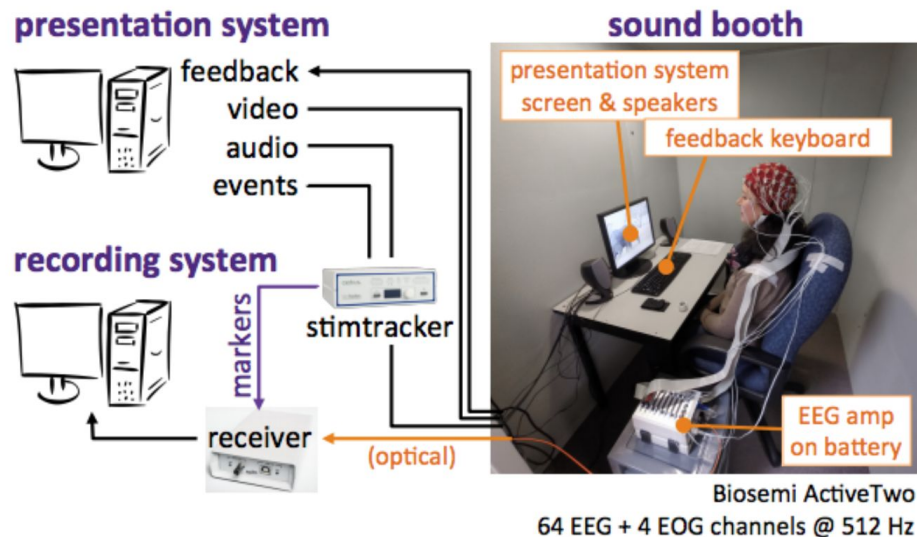 presentation system
feedback
video
audio
events
recording system
markers
stimtracker
receiver
(optical)
sound booth
presentation system
screen & speakers
feedback keyboard
EEG amp
on battery
Biosemi ActiveTwo
64 EEG + 4 EOG channels @ 512 Hz